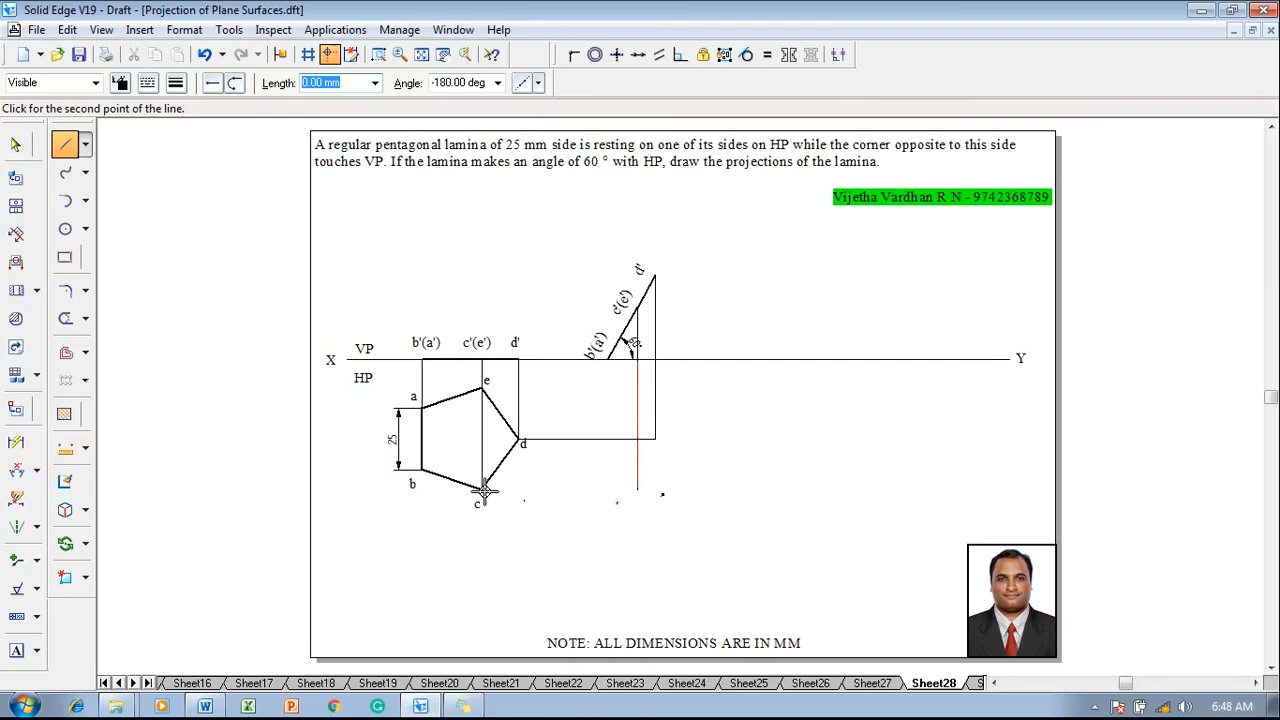 Solid Edge V19 - Draft - [Projection of Plane Surfaces.dft]
File Edit View Insert Format Tools Inspect Applications Manage Window Help
Visible Length: 0.00 mm Angle: -180.00 deg
Click for the second point of the line.
A regular pentagonal lamina of 25 mm side is resting on one of its sides on HP while the corner opposite to this side
touches VP. If the lamina makes an angle of 60 ° with HP, draw the projections of the lamina.
Vijetha Vardhan R N - 9742368789
d'
c'(e')
b'(a')
VP b'(a') c'(e') d'
X Y
HP
e
a
25
d
b
c
NOTE: ALL DIMENSIONS ARE IN MM
Sheet16 Sheet17 Sheet18 Sheet19 Sheet20 Sheet21 Sheet22 Sheet23 Sheet24 Sheet25 Sheet26 Sheet27 Sheet28 S
6:48 AM